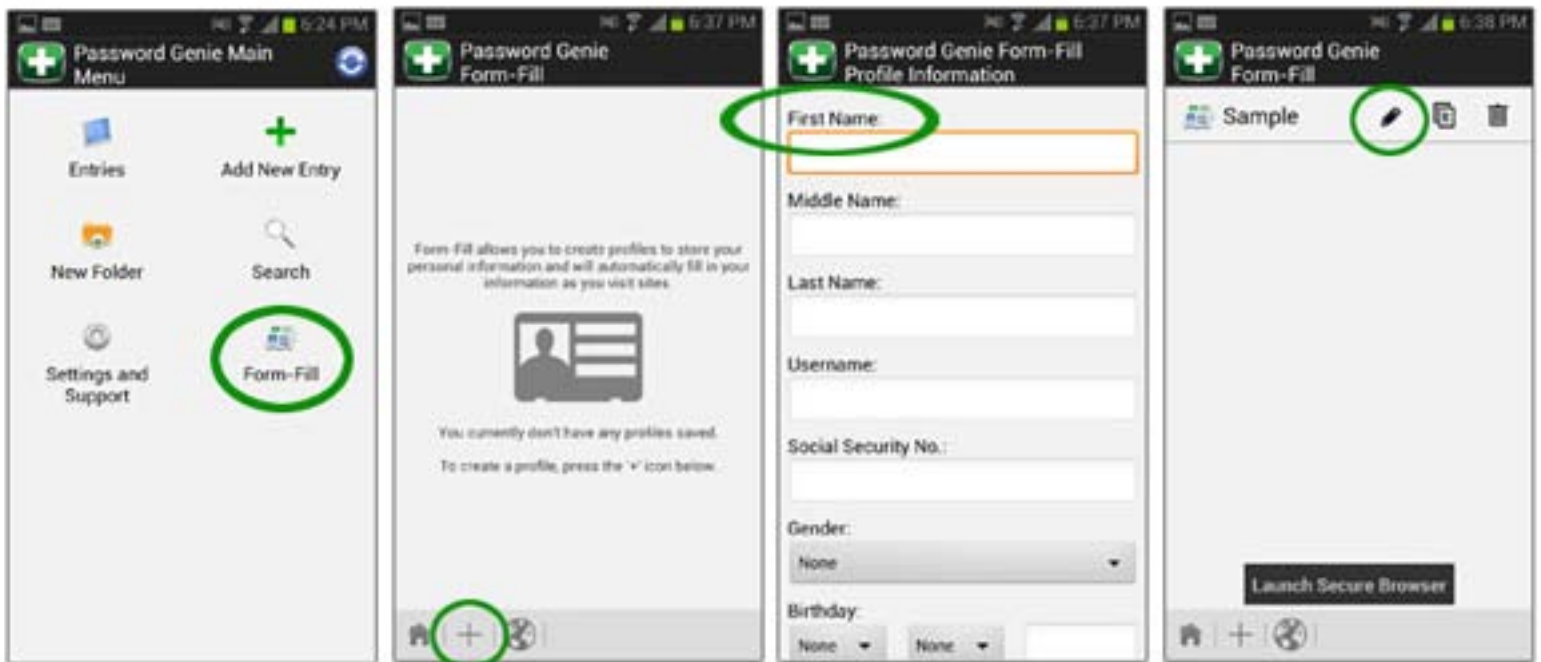 6:24 PM
Password Genie Main
Menu
Entries
Add New Entry
New Folder
Search
Settings and
Support
Form-Fill
6:37 PM
Password Genie
Form-Fill
Form-Fill allows you to create profiles to store your
personal information and will automatically fill in your
information as you visit sites.
You currently don't have any profiles saved.
To create a profile, press the '+' icon below.
6:37 PM
Password Genie Form-Fill
Profile Information
First Name:
Middle Name:
Last Name:
Username:
Social Security No.:
Gender:
None
Birthday:
None
None
6:38 PM
Password Genie
Form-Fill
Sample
Launch Secure Browser